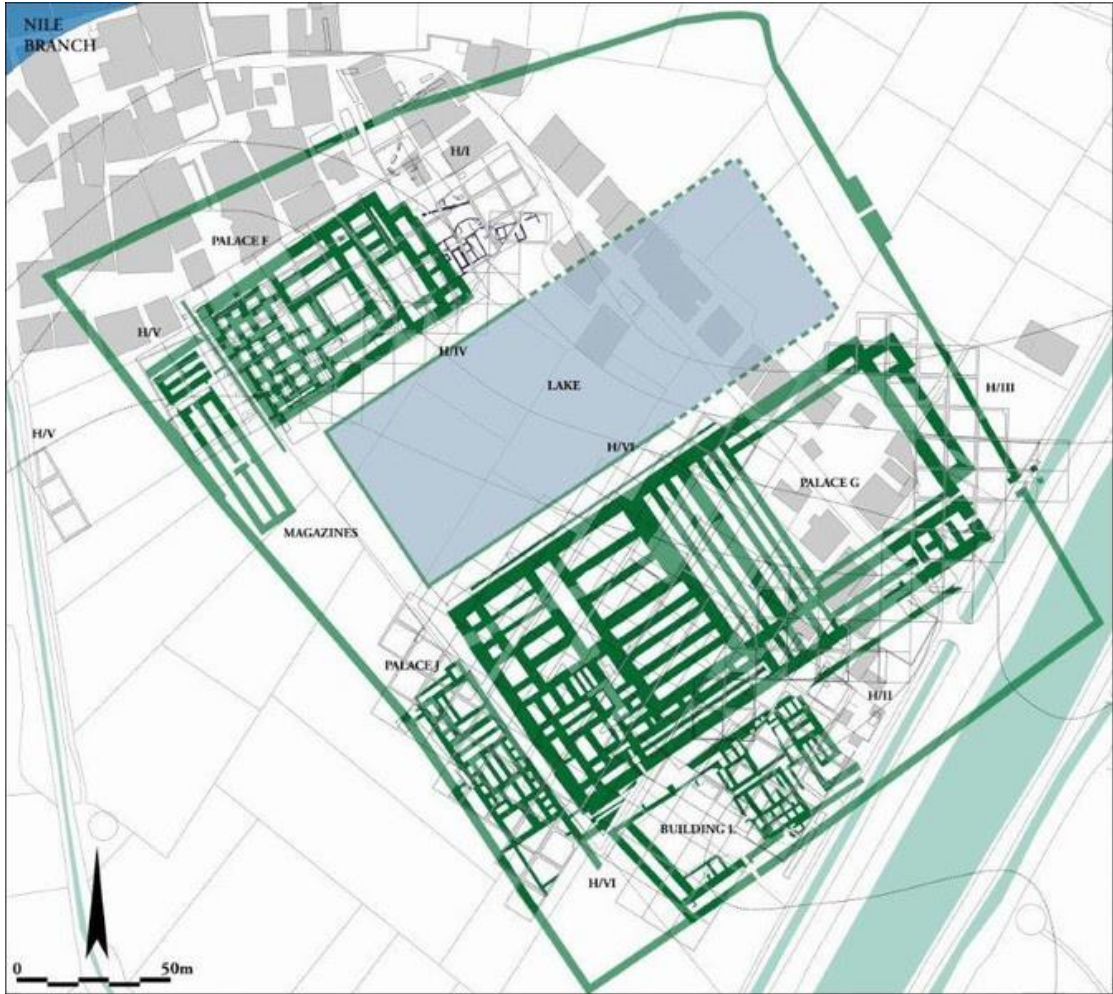 NILE
BRANCH
H/I
PALACE F
H/V
H/IV
LAKE
H/III
H/V
H/VI
PALACE G
MAGAZINES
PALACE J
H/II
BUILDING L
H/VI
0 50m